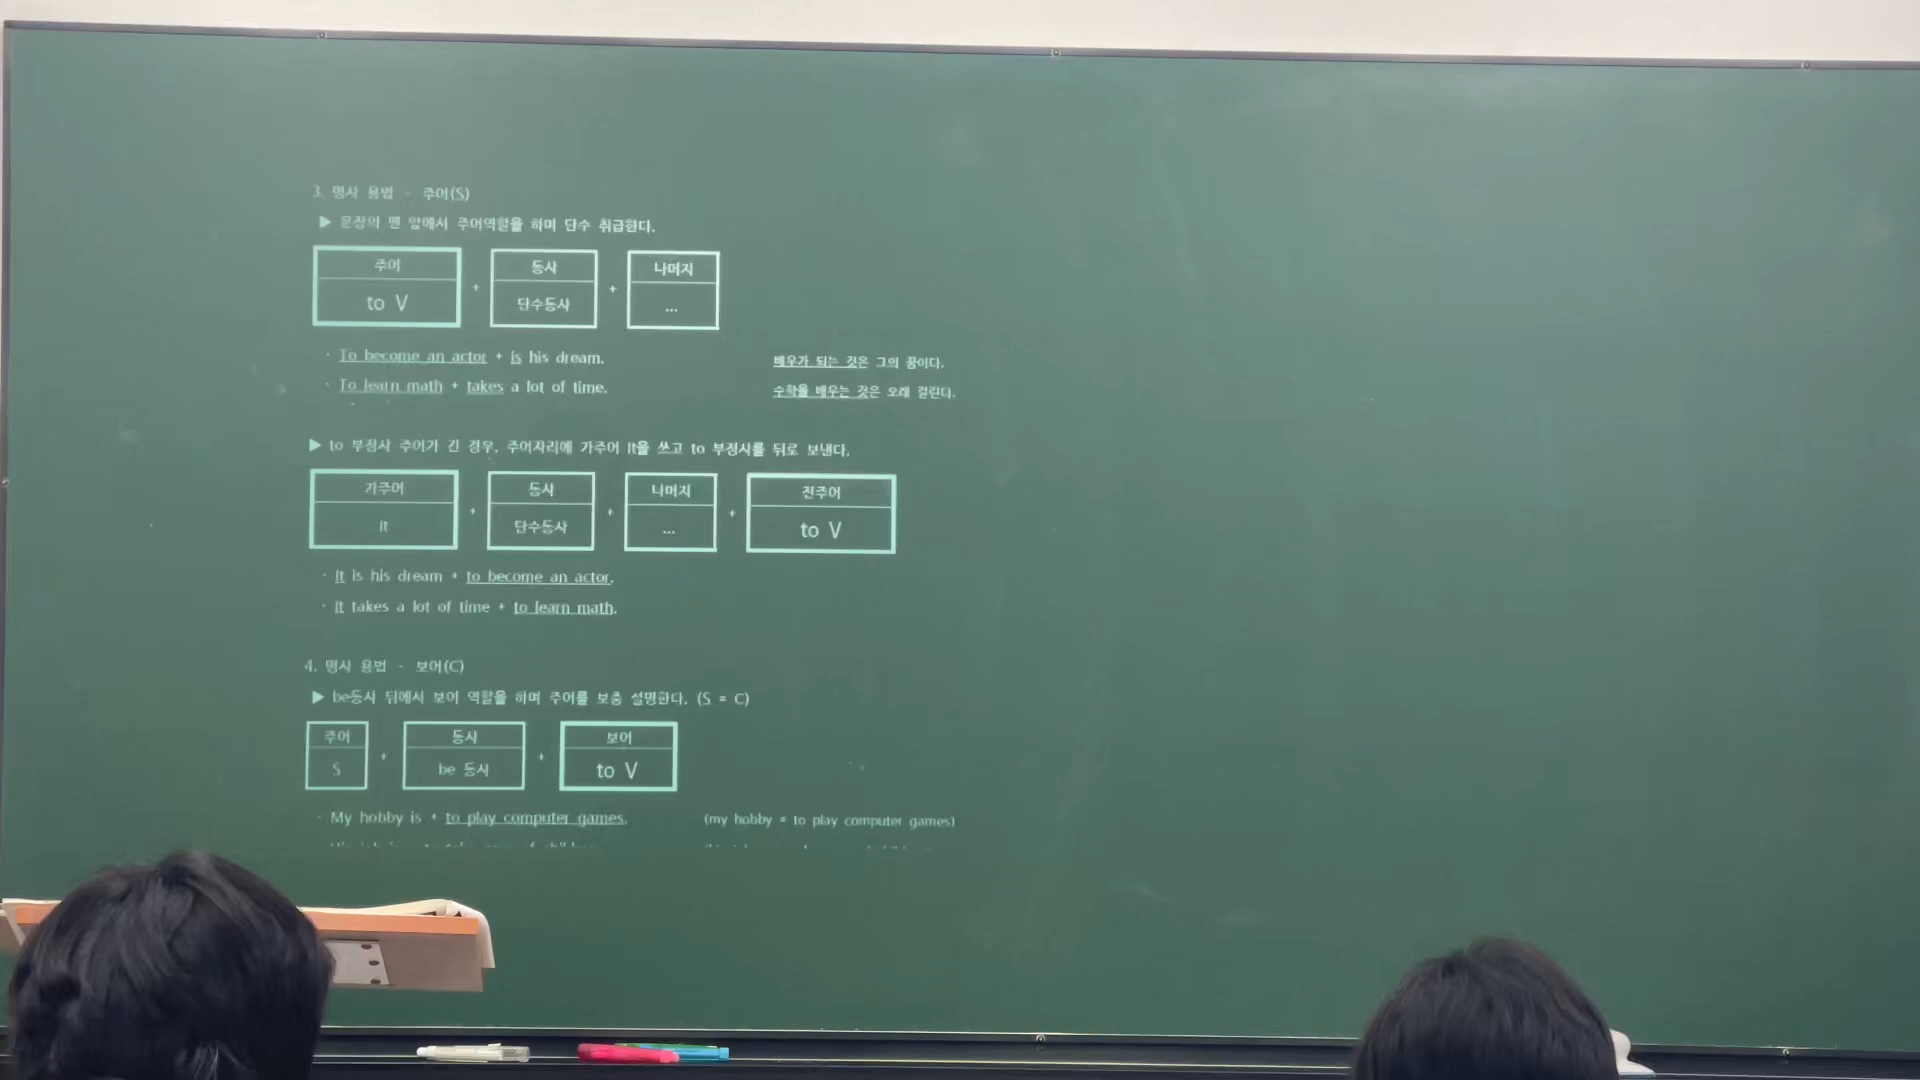 3. 명사 용법 - 주어(S)
▶ 문장의 맨 앞에서 주어역할을 하며 단수 취급한다.
주어 동사 나머지
to V + 단수동사 + ...
· To become an actor + is his dream. 배우가 되는 것은 그의 꿈이다.
· To learn math + takes a lot of time. 수학을 배우는 것은 오래 걸린다.
▶ to 부정사 주어가 긴 경우, 주어자리에 가주어 It을 쓰고 to 부정사를 뒤로 보낸다.
가주어 동사 나머지 진주어
It + 단수동사 + ... + to V
· It is his dream + to become an actor.
· It takes a lot of time + to learn math.
4. 명사 용법 - 보어(C)
▶ be동사 뒤에서 보어 역할을 하며 주어를 보충 설명한다. (S = C)
주어 동사 보어
S + be 동사 + to V
· My hobby is + to play computer games. (my hobby = to play computer games)